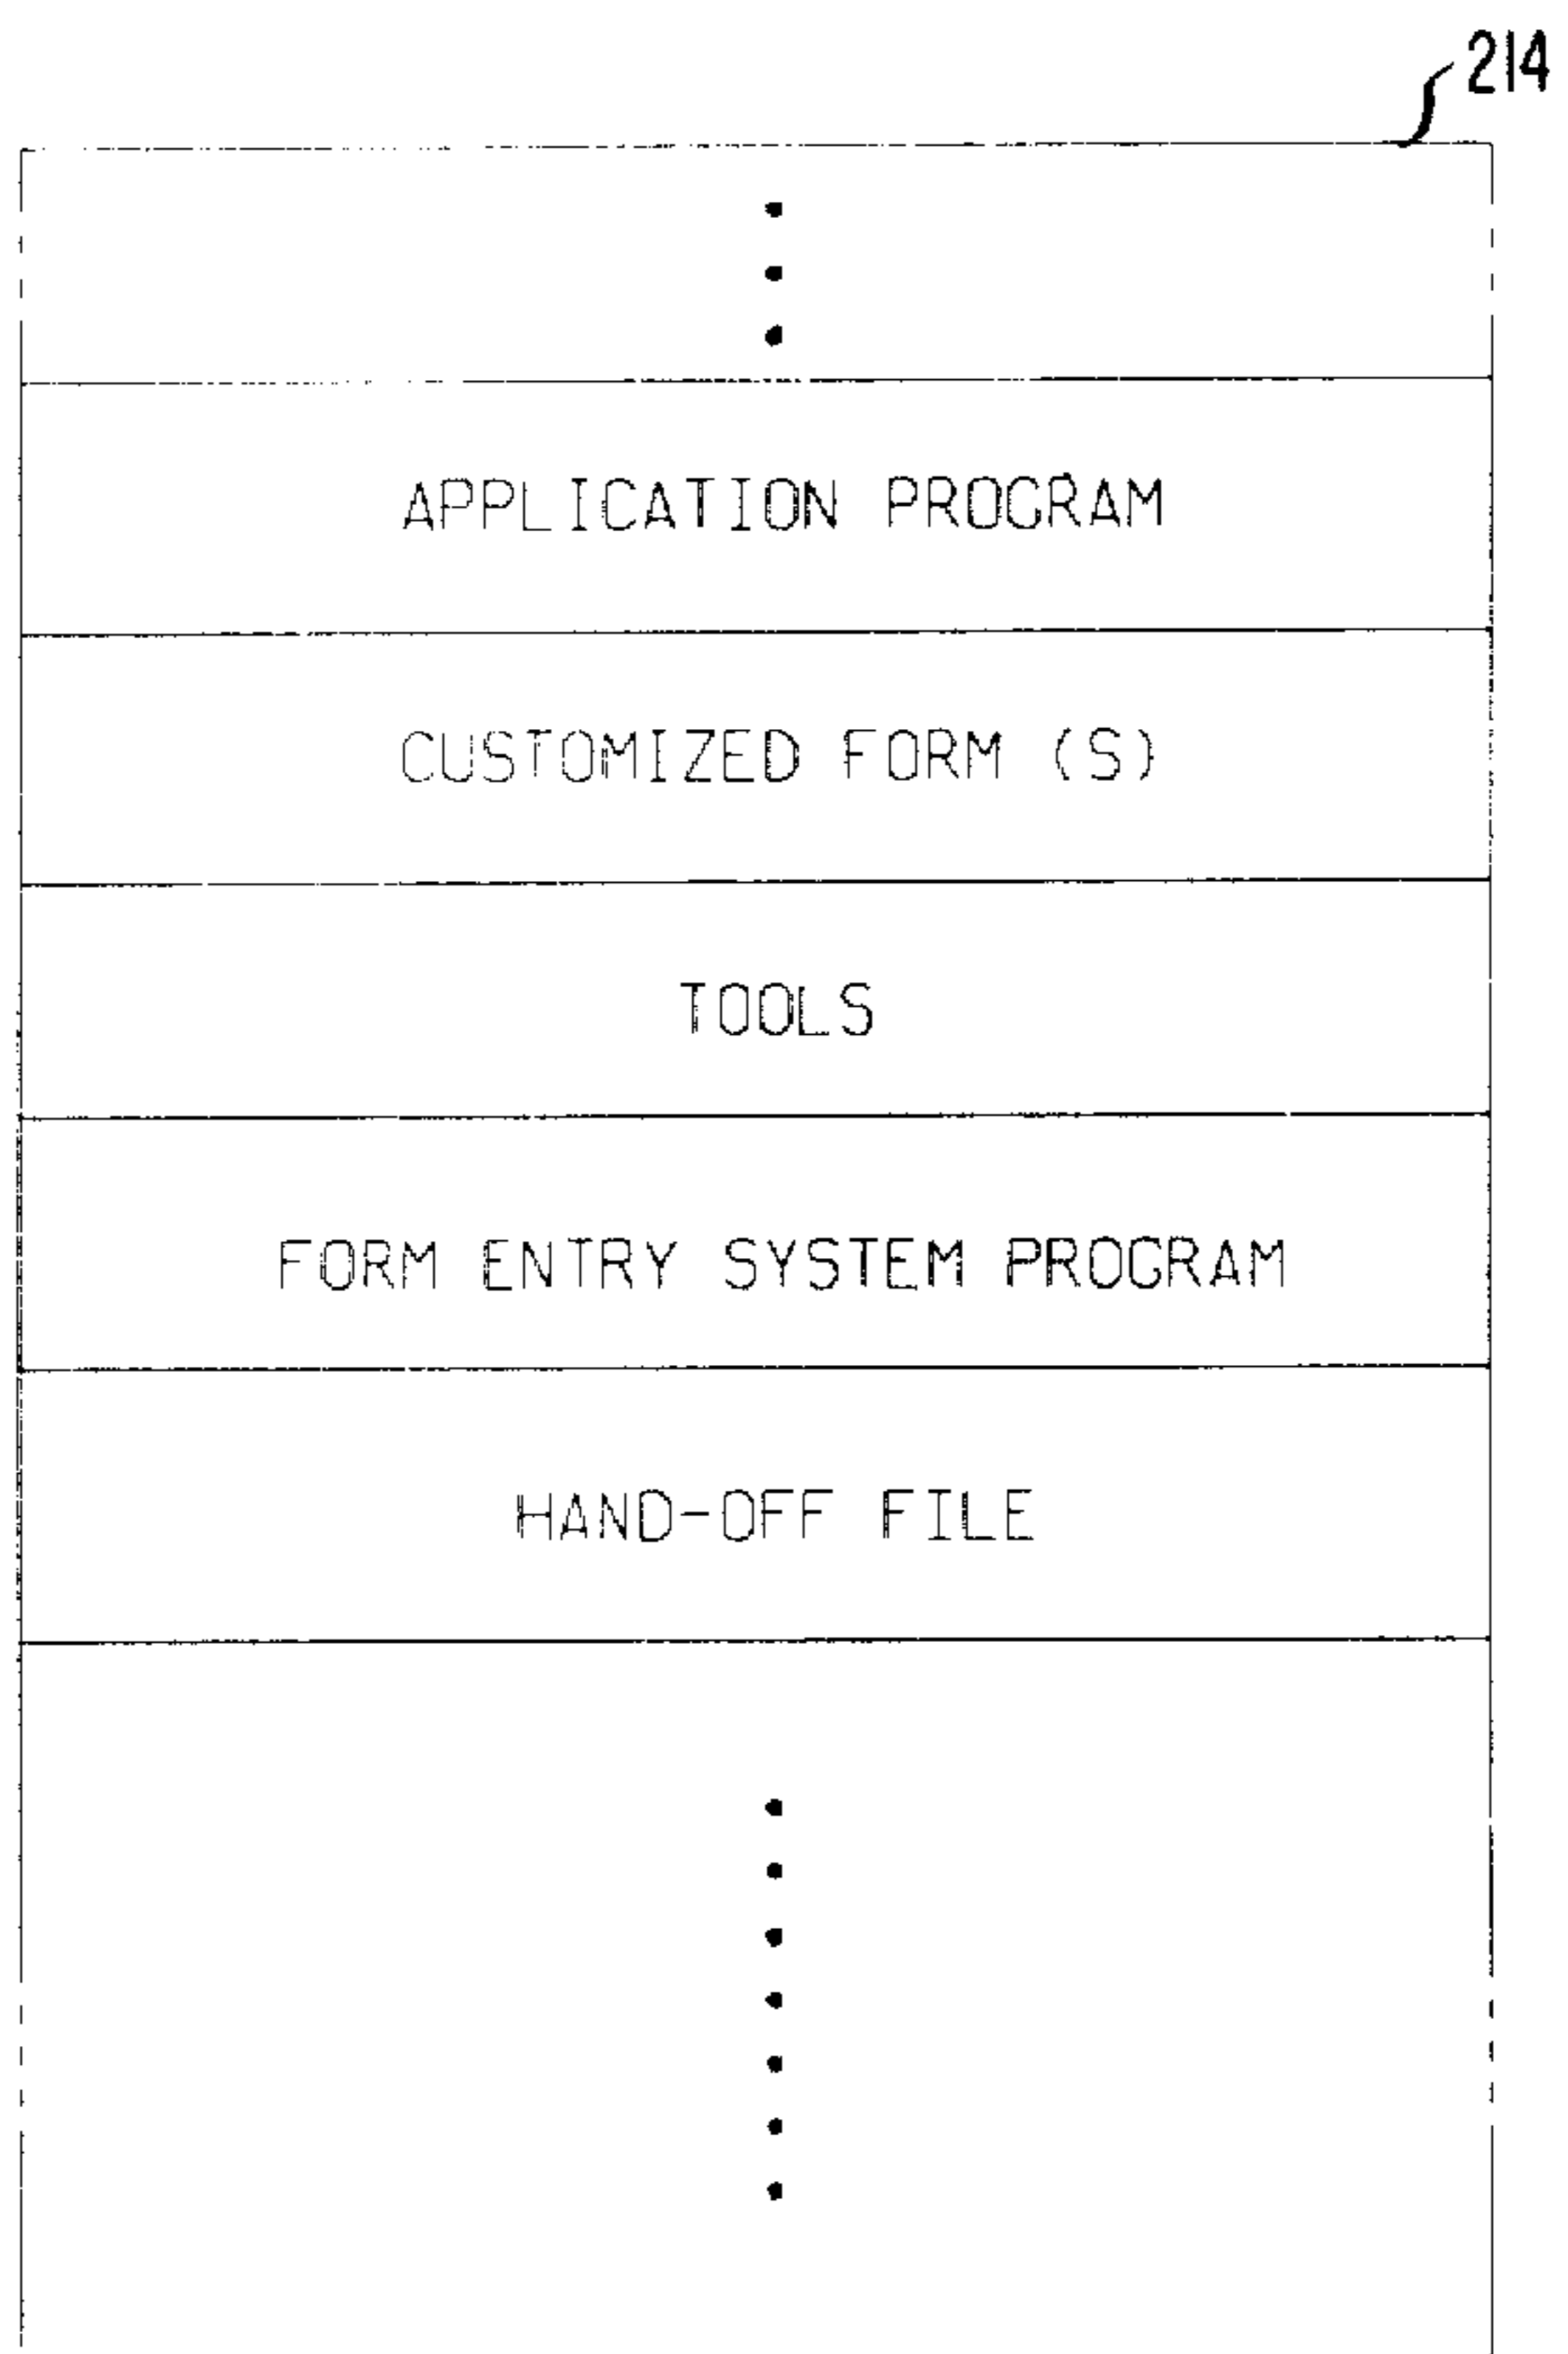 214
APPLICATION PROGRAM
CUSTOMIZED FORM (S)
TOOLS
FORM ENTRY SYSTEM PROGRAM
HAND-OFF FILE